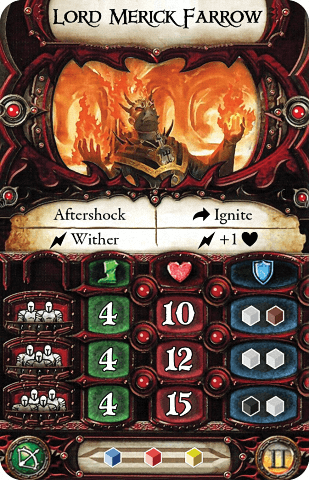 Lord Merick Farrow
Aftershock
Ignite
Wither
+1
4 10
4 12
4 15
II